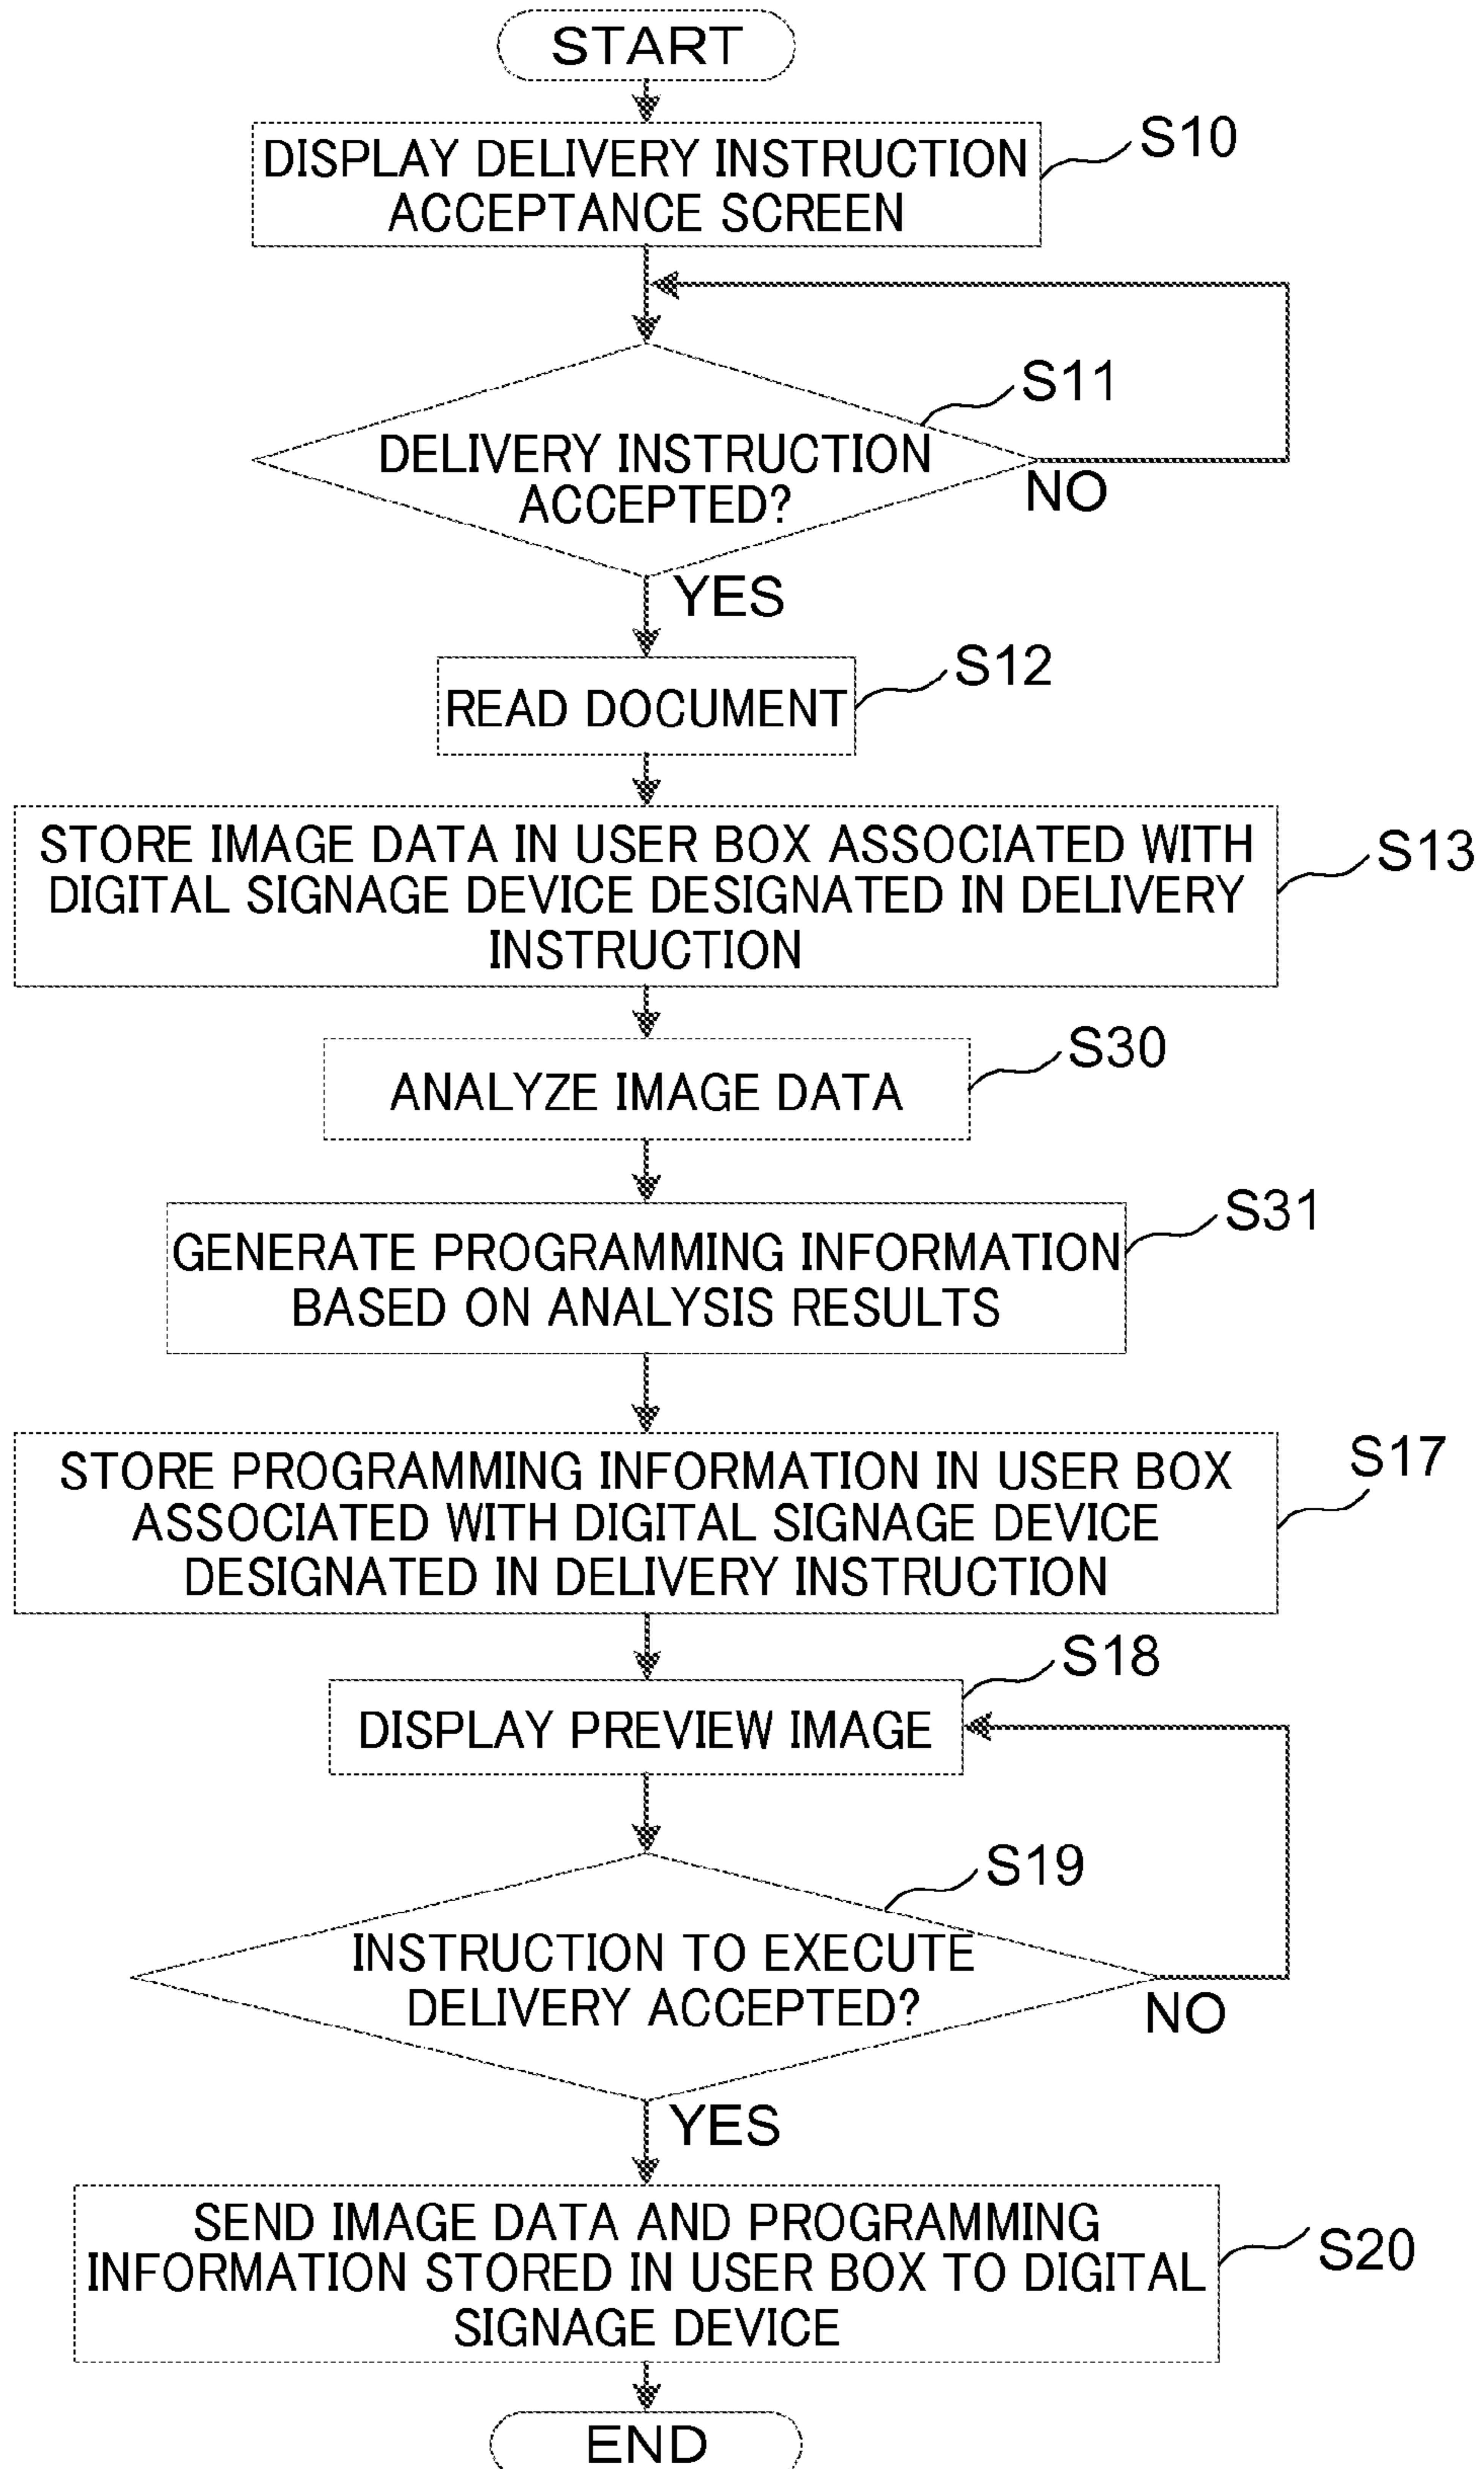 START
DISPLAY DELIVERY INSTRUCTION
ACCEPTANCE SCREEN
S10
DELIVERY INSTRUCTION
ACCEPTED?
S11
NO
YES
READ DOCUMENT
S12
STORE IMAGE DATA IN USER BOX ASSOCIATED WITH
DIGITAL SIGNAGE DEVICE DESIGNATED IN DELIVERY
INSTRUCTION
S13
ANALYZE IMAGE DATA
S30
GENERATE PROGRAMMING INFORMATION
BASED ON ANALYSIS RESULTS
S31
STORE PROGRAMMING INFORMATION IN USER BOX
ASSOCIATED WITH DIGITAL SIGNAGE DEVICE
DESIGNATED IN DELIVERY INSTRUCTION
S17
DISPLAY PREVIEW IMAGE
S18
INSTRUCTION TO EXECUTE
DELIVERY ACCEPTED?
S19
NO
YES
SEND IMAGE DATA AND PROGRAMMING
INFORMATION STORED IN USER BOX TO DIGITAL
SIGNAGE DEVICE
S20
END